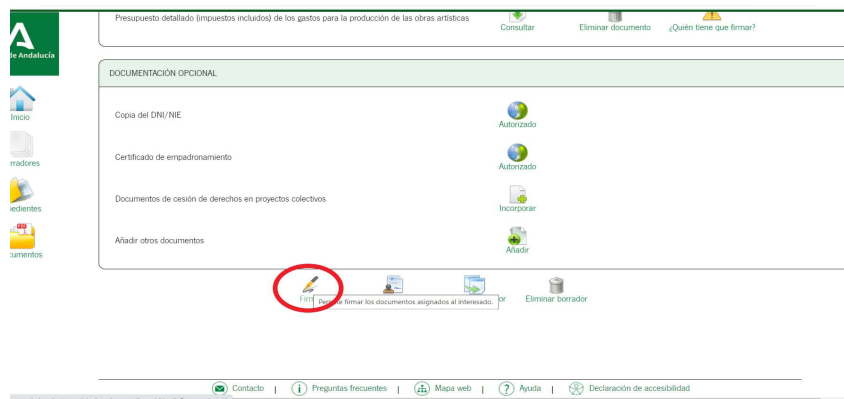 Presupuesto detallado (impuestos incluidos) de los gastos para la producción de las obras artísticas
Consultar
Eliminar documento
¿Quién tiene que firmar?
de Andalucía
DOCUMENTACIÓN OPCIONAL
Inicio
Copia del DNI/NIE
Autorizado
rradores
Certificado de empadronamiento
Autorizado
pedientes
Documentos de cesión de derechos en proyectos colectivos
Incorporar
PDF
cumentos
Añadir otros documentos
Añadir
Permite firmar los documentos asignados al interesado.
or
Eliminar borrador
Contacto | Preguntas frecuentes | Mapa web | Ayuda | Declaración de accesibilidad